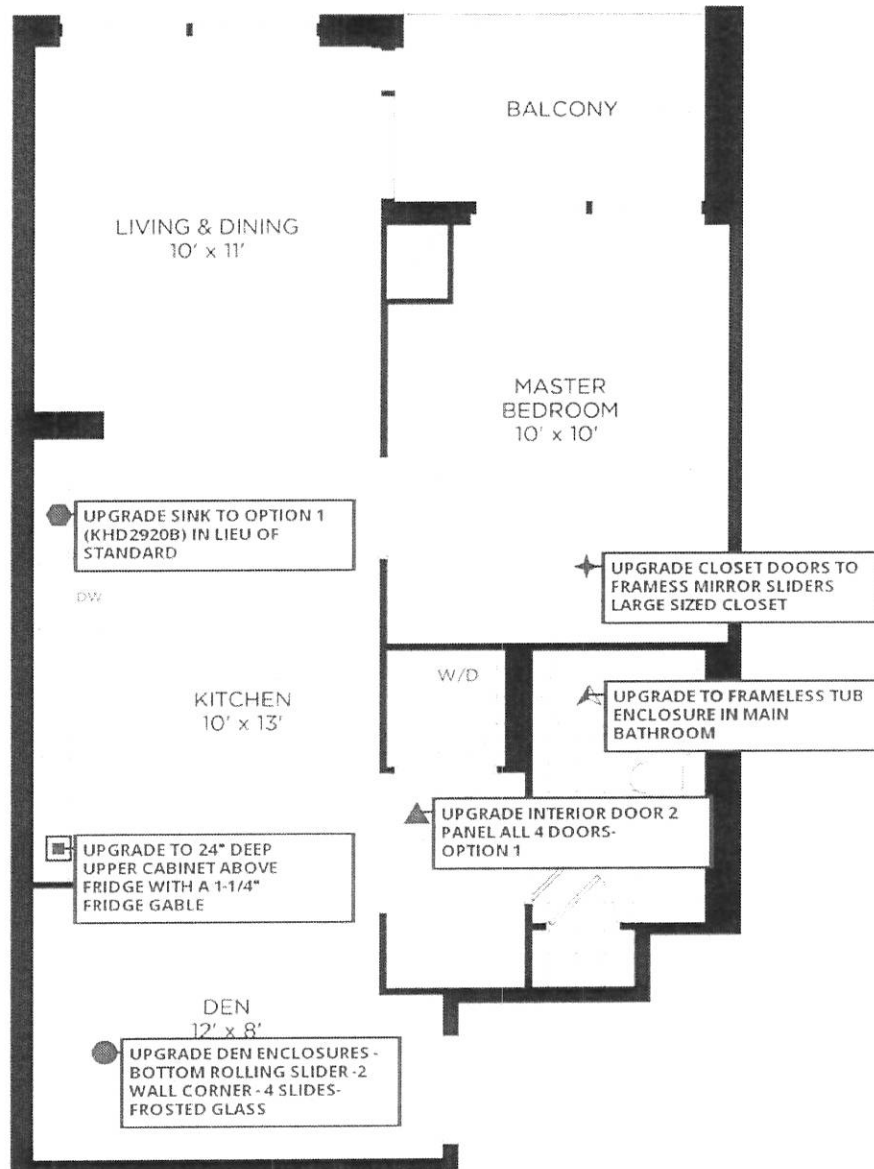 BALCONY
LIVING & DINING
10' x 11'
MASTER
BEDROOM
10' x 10'
UPGRADE SINK TO OPTION 1
(KHD2920B) IN LIEU OF
STANDARD
UPGRADE CLOSET DOORS TO
FRAMESS MIRROR SLIDERS
LARGE SIZED CLOSET
DW
W/D
KITCHEN
10' x 13'
UPGRADE TO FRAMELESS TUB
ENCLOSURE IN MAIN
BATHROOM
UPGRADE INTERIOR DOOR 2
PANEL ALL 4 DOORS-
OPTION 1
UPGRADE TO 24" DEEP
UPPER CABINET ABOVE
FRIDGE WITH A 1-1/4"
FRIDGE GABLE
DEN
12' x 8'
UPGRADE DEN ENCLOSURES -
BOTTOM ROLLING SLIDER -2
WALL CORNER - 4 SLIDES-
FROSTED GLASS